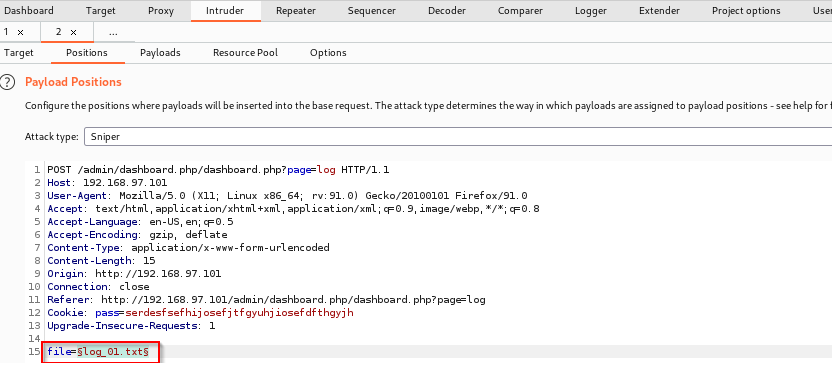 Dashboard Target Proxy Intruder Repeater Sequencer Decoder Comparer Logger Extender Project options User
1 × 2 × ...
Target Positions Payloads Resource Pool Options
? Payload Positions
Configure the positions where payloads will be inserted into the base request. The attack type determines the way in which payloads are assigned to payload positions - see help for f
Attack type: Sniper
1 POST /admin/dashboard.php/dashboard.php?page=log HTTP/1.1
2 Host: 192.168.97.101
3 User-Agent: Mozilla/5.0 (X11; Linux x86_64; rv:91.0) Gecko/20100101 Firefox/91.0
4 Accept: text/html,application/xhtml+xml,application/xml;q=0.9,image/webp,*/*;q=0.8
5 Accept-Language: en-US,en;q=0.5
6 Accept-Encoding: gzip, deflate
7 Content-Type: application/x-www-form-urlencoded
8 Content-Length: 15
9 Origin: http://192.168.97.101
10 Connection: close
11 Referer: http://192.168.97.101/admin/dashboard.php/dashboard.php?page=log
12 Cookie: pass=serdesfsefhijosefjtfgyuhjiosefdfthgyjh
13 Upgrade-Insecure-Requests: 1
14
15 file=§log_01.txt§